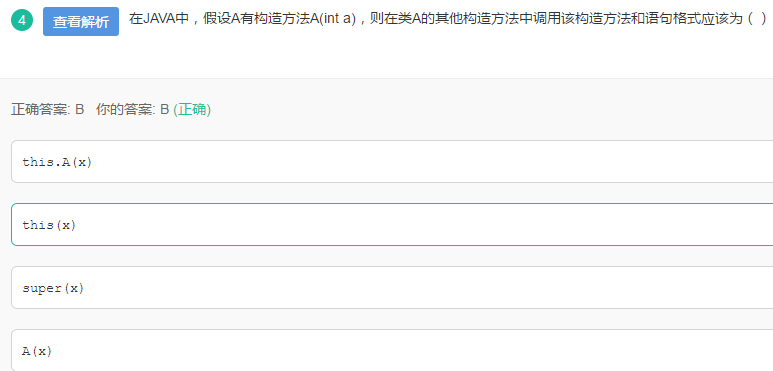 4 查看解析 在JAVA中，假设A有构造方法A(int a)，则在类A的其他构造方法中调用该构造方法和语句格式应该为（ ）
正确答案: B 你的答案: B (正确)
this.A(x)
this(x)
super(x)
A(x)